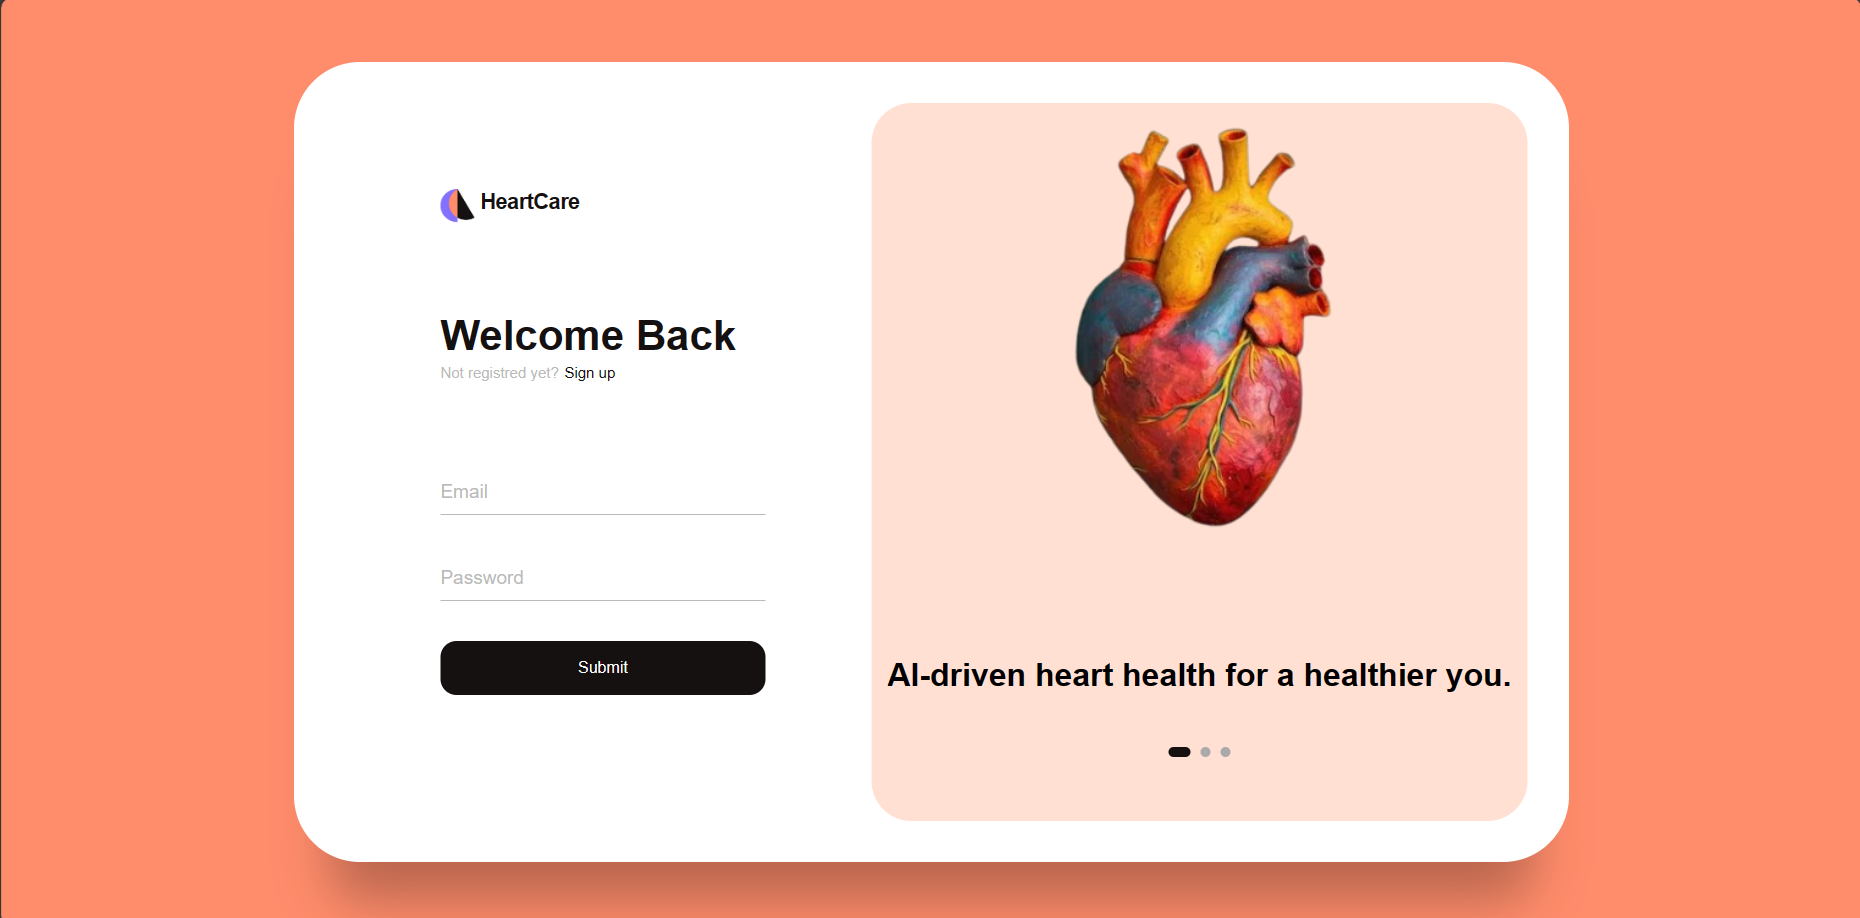 HeartCare
Welcome Back
Not registred yet? Sign up
Email
Password
Submit
AI-driven heart health for a healthier you.